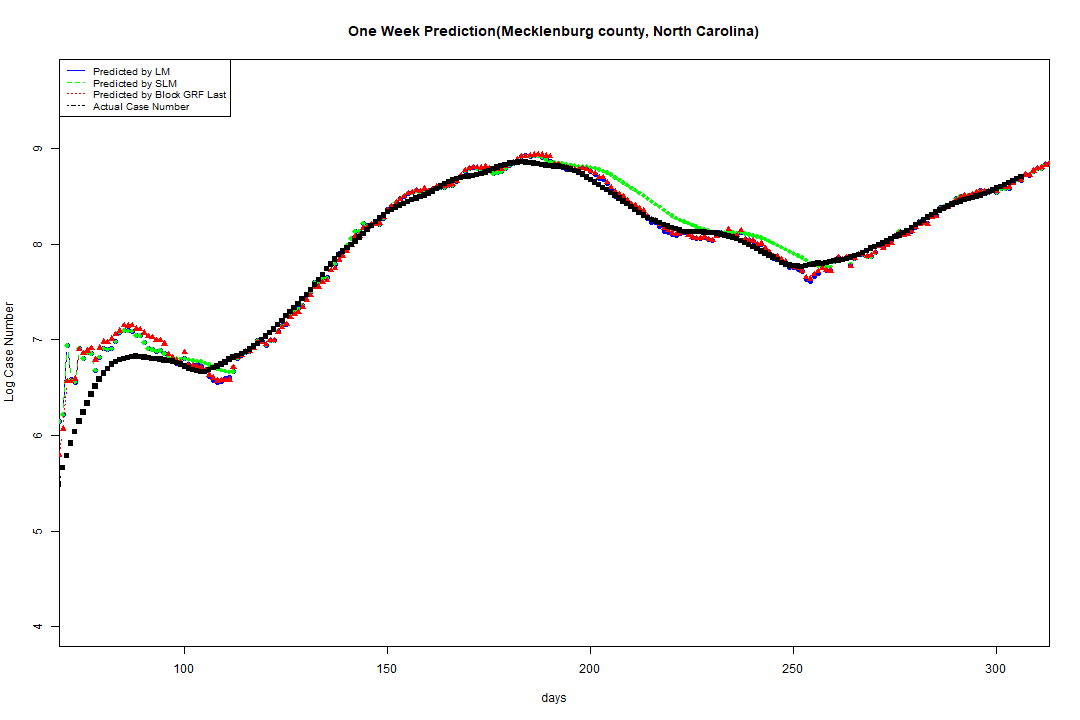 One Week Prediction(Mecklenburg county, North Carolina)
Predicted by LM
Predicted by SLM
Predicted by Block GRF Last
Actual Case Number
9
8
7
6
5
4
Log Case Number
100 150 200 250 300
days